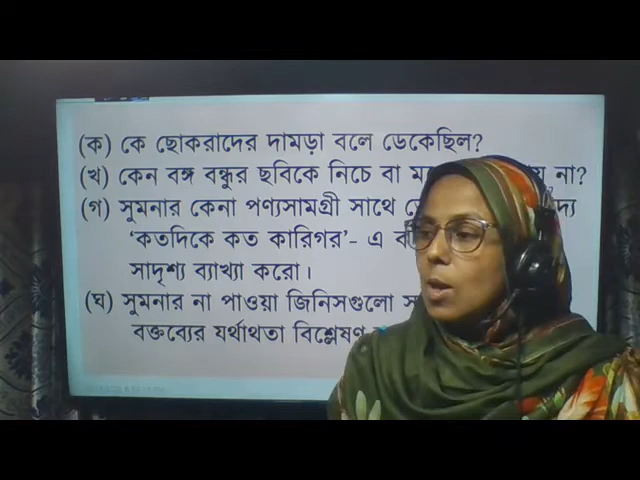 (ক) কে ছোকরাদের দামড়া বলে ডেকেছিল?
(খ) কেন বঙ্গ বন্ধুর ছবিকে নিচে বা না?
(গ) সুমনার কেনা পণ্যসামগ্রী সাথে
‘কতদিকে কত কারিগর’- এ
সাদৃশ্য ব্যাখ্যা করো।
(ঘ) সুমনার না পাওয়া জিনিসগুলো
বক্তব্যের যর্থাথতা বিশ্লেষণ